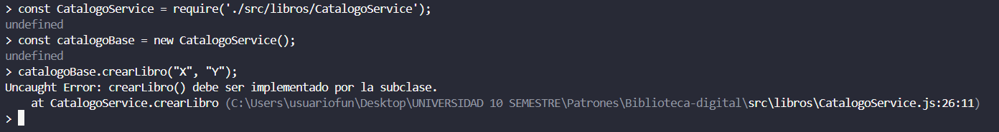 > const CatalogoService = require('./src/libros/CatalogoService');
undefined
> const catalogoBase = new CatalogoService();
undefined
> catalogoBase.crearLibro("X", "Y");
Uncaught Error: crearLibro() debe ser implementado por la subclase.
    at CatalogoService.crearLibro (C:\Users\usuariofun\Desktop\UNIVERSIDAD 10 SEMESTRE\Patrones\Biblioteca-digital\src\libros\CatalogoService.js:26:11)
>